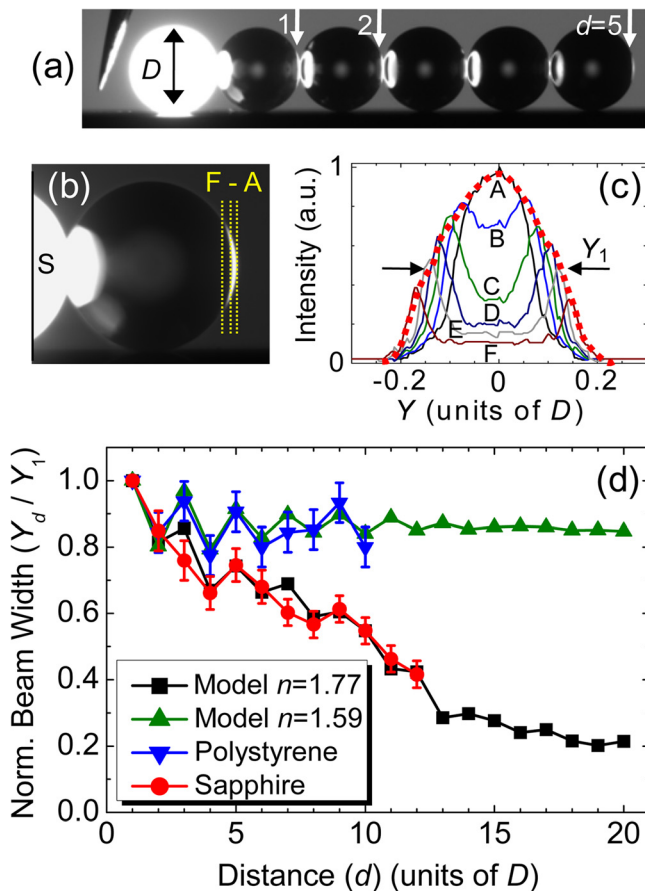 (a)
D
1
2
d=5
(b)
F - A
S
(c)
Intensity (a.u.)
1
0
A
B
C
D
E
F
Y1
-0.2
0
0.2
Y (units of D)
(d)
Norm. Beam Width (Yd / Y1)
1.0
0.8
0.6
0.4
0.2
0.0
Model n=1.77
Model n=1.59
Polystyrene
Sapphire
0
5
10
15
20
Distance (d) (units of D)